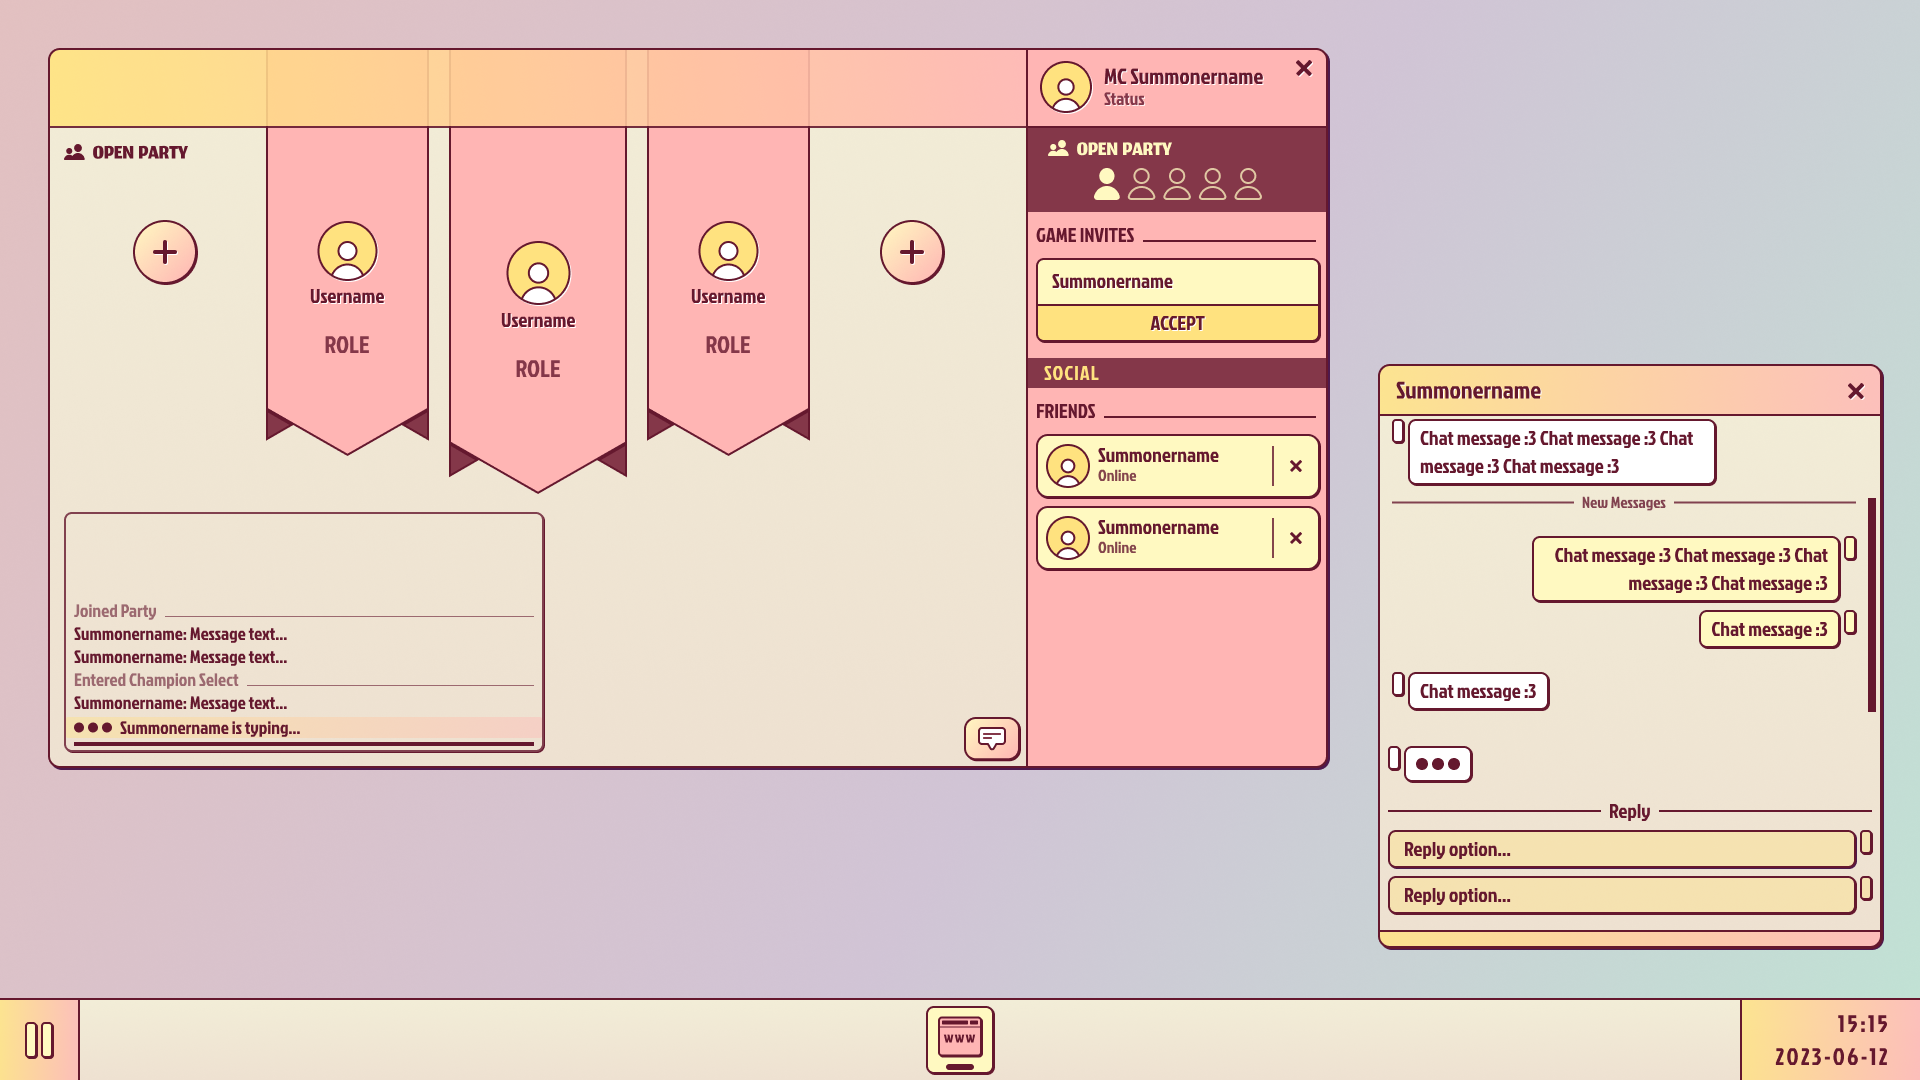 OPEN PARTY
Username
ROLE
Username
ROLE
Username
ROLE
Joined Party
Summonername: Message text...
Summonername: Message text...
Entered Champion Select
Summonername: Message text...
Summonername is typing...
MC Summonername
Status
OPEN PARTY
GAME INVITES
Summonername
ACCEPT
SOCIAL
FRIENDS
Summonername
Online
Summonername
Online
Summonername
Chat message :3 Chat message :3 Chat
message :3 Chat message :3
New Messages
Chat message :3 Chat message :3 Chat
message :3 Chat message :3
Chat message :3
Chat message :3
Reply
Reply option...
Reply option...
WWW
15:15
2023-06-12